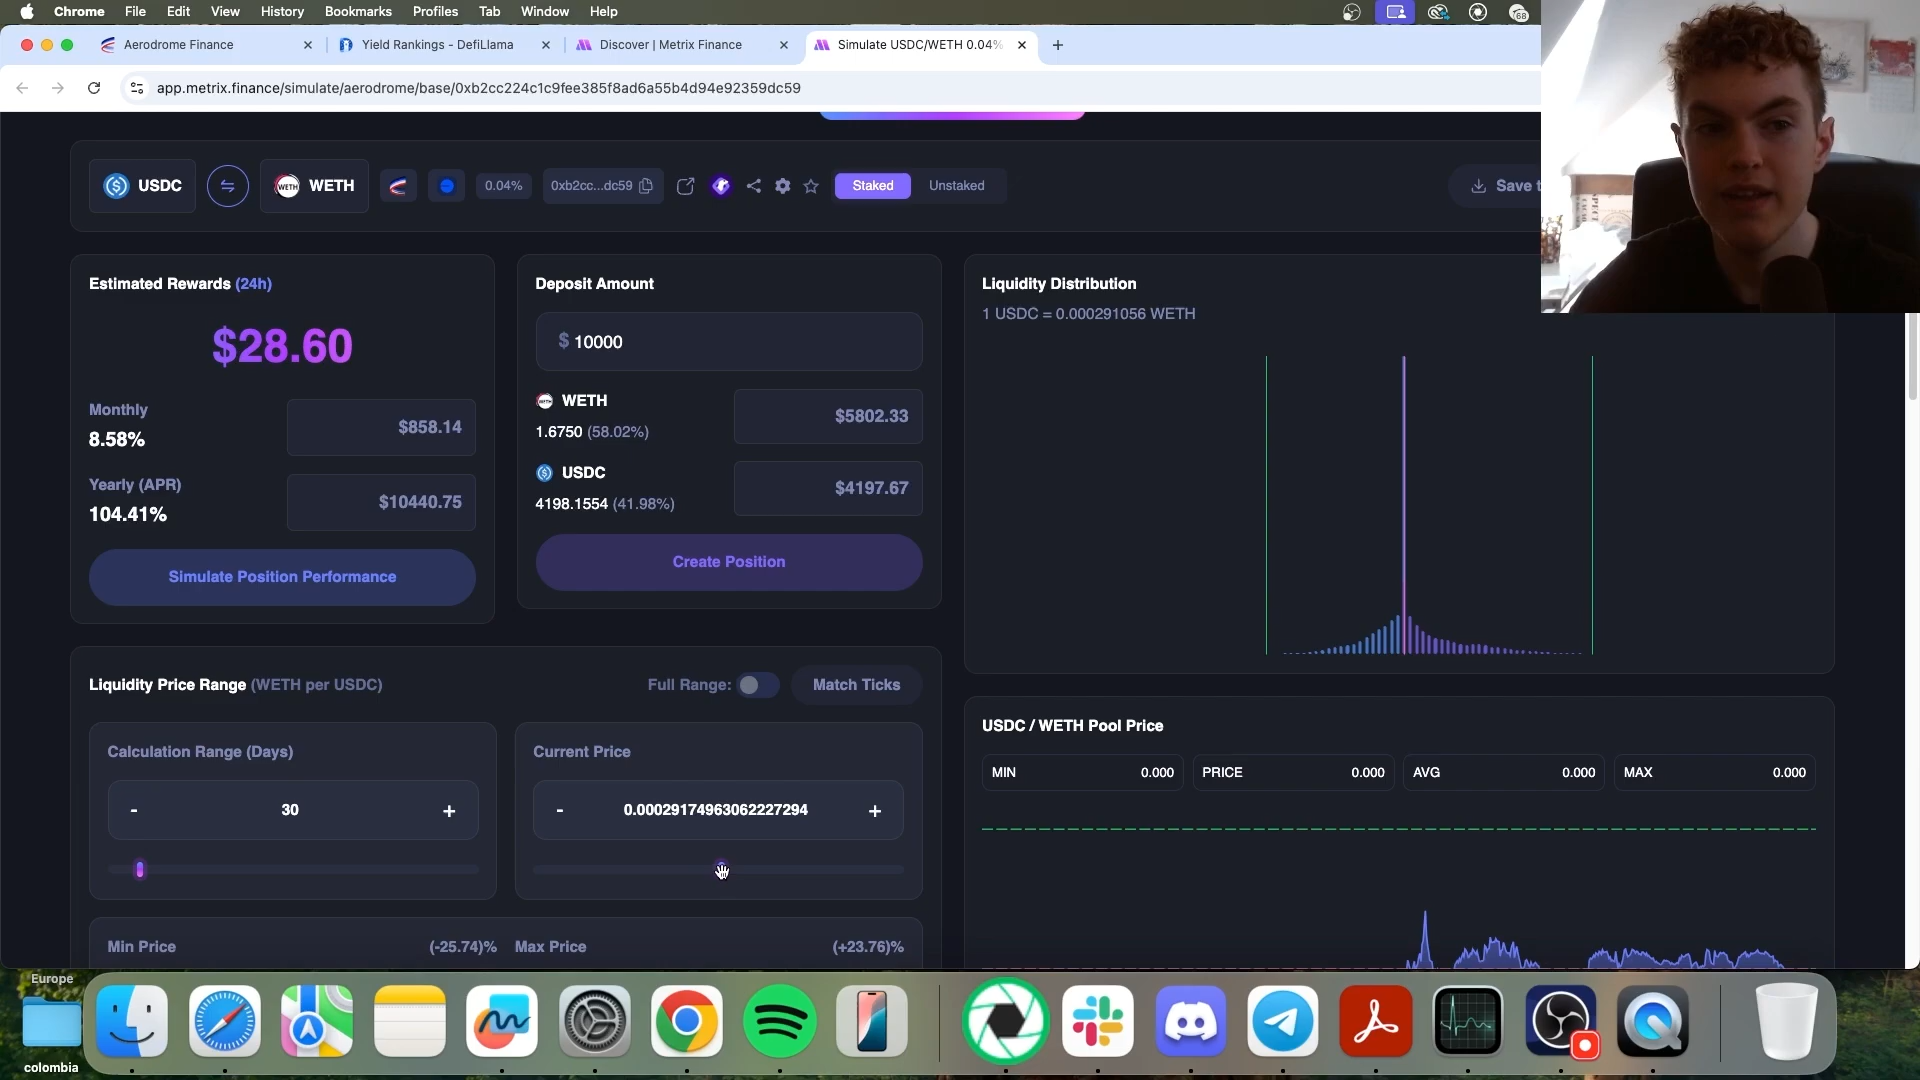 Chrome File Edit View History Bookmarks Profiles Tab Window Help
68
Aerodrome Finance
Yield Rankings - DefiLlama
Discover | Metrix Finance
Simulate USDC/WETH 0.04%
app.metrix.finance/simulate/aerodrome/base/0xb2cc224c1c9fee385f8ad6a55b4d94e92359dc59
USDC
WETH
WETH
0.04%
0xb2cc...dc59
Staked
Unstaked
Save t
Estimated Rewards (24h)
$28.60
Monthly
8.58%
$858.14
Yearly (APR)
104.41%
$10440.75
Simulate Position Performance
Deposit Amount
$ 10000
WETH
1.6750 (58.02%)
$5802.33
USDC
4198.1554 (41.98%)
$4197.67
Create Position
Liquidity Distribution
1 USDC = 0.000291056 WETH
Liquidity Price Range (WETH per USDC)
Full Range:
Match Ticks
Calculation Range (Days)
- 30 +
Current Price
- 0.00029174963062227294 +
Min Price (-25.74)%
Max Price (+23.76)%
USDC / WETH Pool Price
MIN 0.000
PRICE 0.000
AVG 0.000
MAX 0.000
Europe
colombia